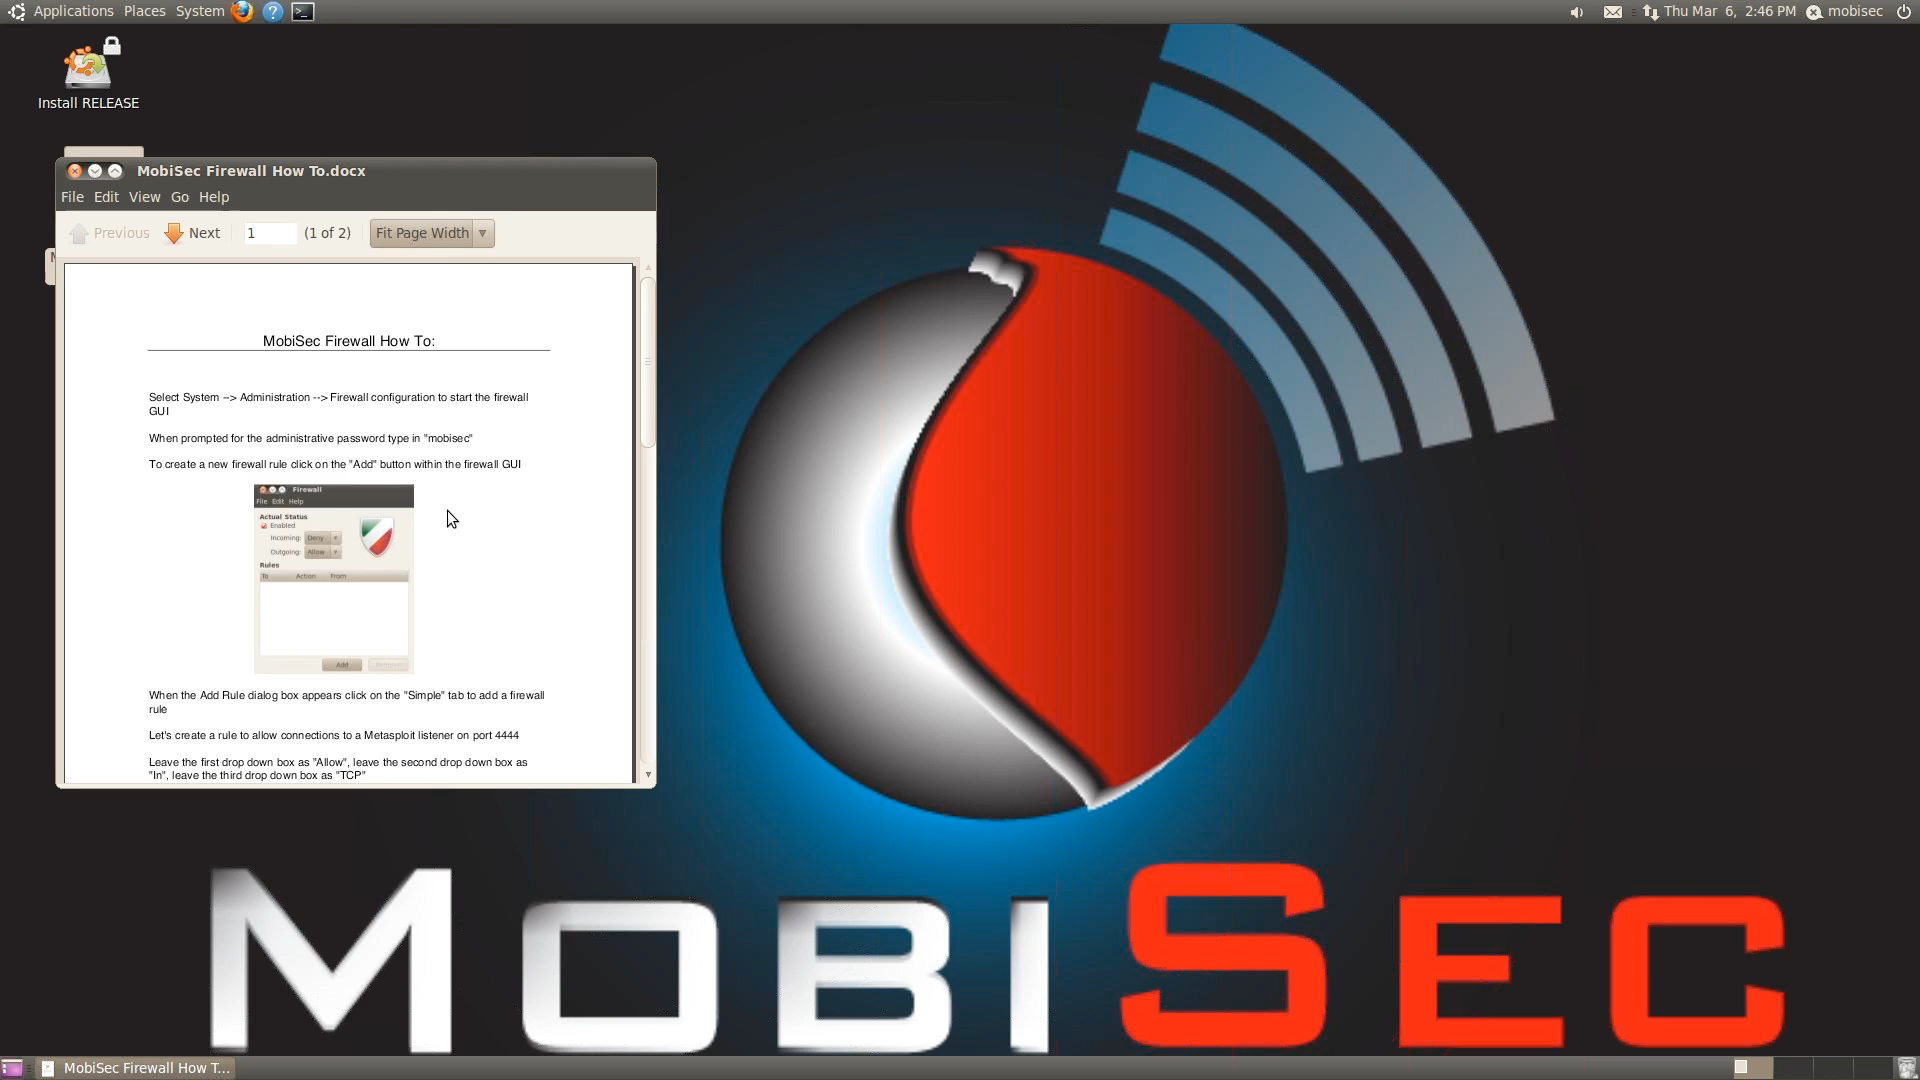 Applications Places System
Thu Mar 6, 2:46 PM mobisec
Install RELEASE
MobiSec Firewall How To.docx
File Edit View Go Help
Previous Next 1 (1 of 2) Fit Page Width
MobiSec Firewall How To:
Select System --> Administration --> Firewall configuration to start the firewall
GUI
When prompted for the administrative password type in "mobisec"
To create a new firewall rule click on the "Add" button within the firewall GUI
Firewall
File Edit Help
Actual Status
Enabled
Incoming: Deny
Outgoing: Allow
Rules
To Action From
Add Remove
When the Add Rule dialog box appears click on the "Simple" tab to add a firewall
rule
Let's create a rule to allow connections to a Metasploit listener on port 4444
Leave the first drop down box as "Allow", leave the second drop down box as
"In", leave the third drop down box as "TCP"
MOBISEC
MobiSec Firewall How T...